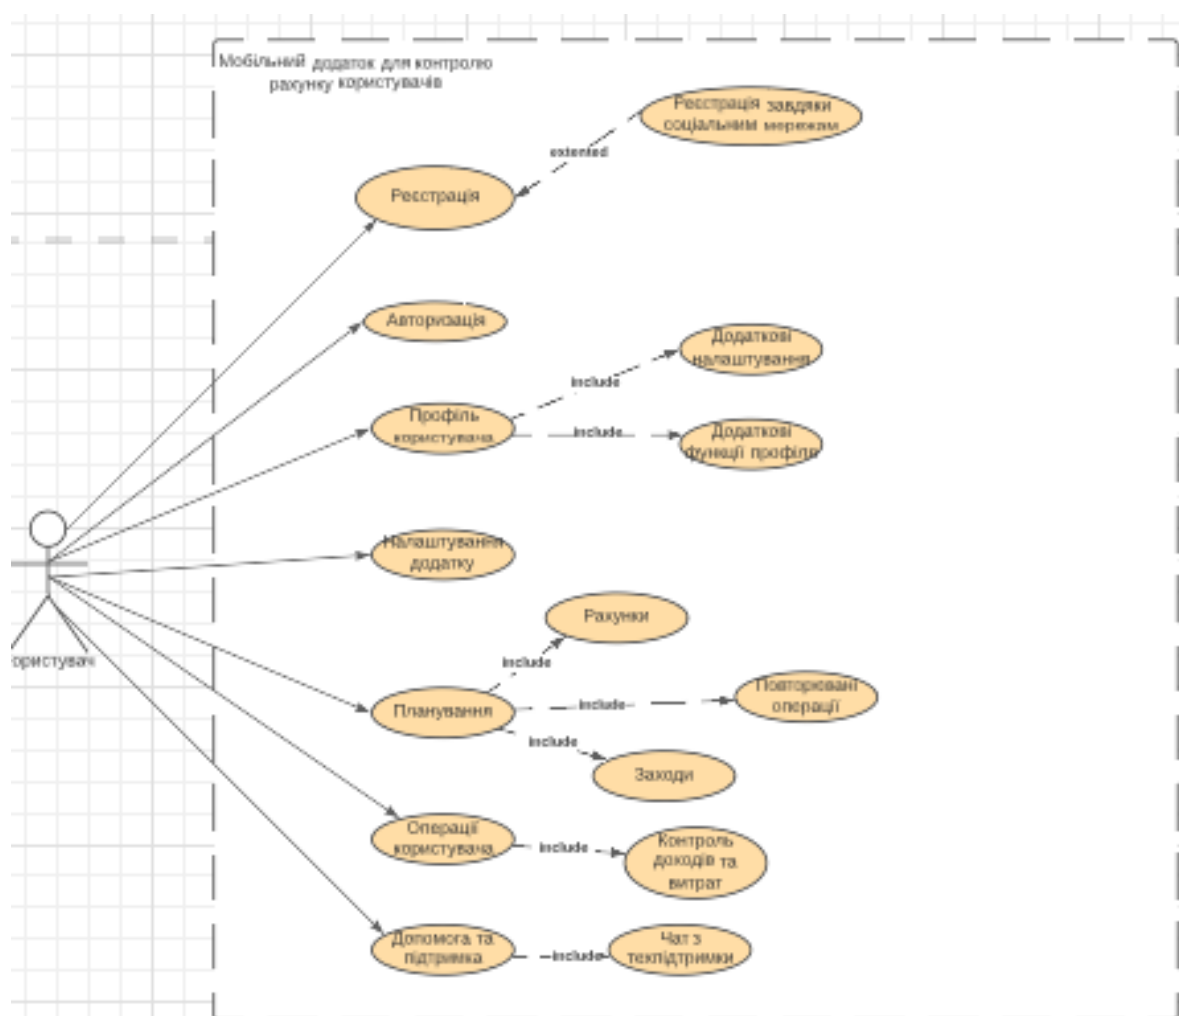 Мобільний додаток для контролю
рахунку користувачів
Реєстрація завдяки
соціальним мережам
extented
Реєстрація
Авторизація
Додаткові
налаштування
include
Профіль
користувача
include
Додаткові
функції профілю
Налаштування
додатку
Рахунки
include
ористувач
Планування
include
Повторювані
операції
include
Заходи
Операції
користувача
include
Контроль
доходів та
витрат
Допомога та
підтримка
include
Чат з
техпідтримки